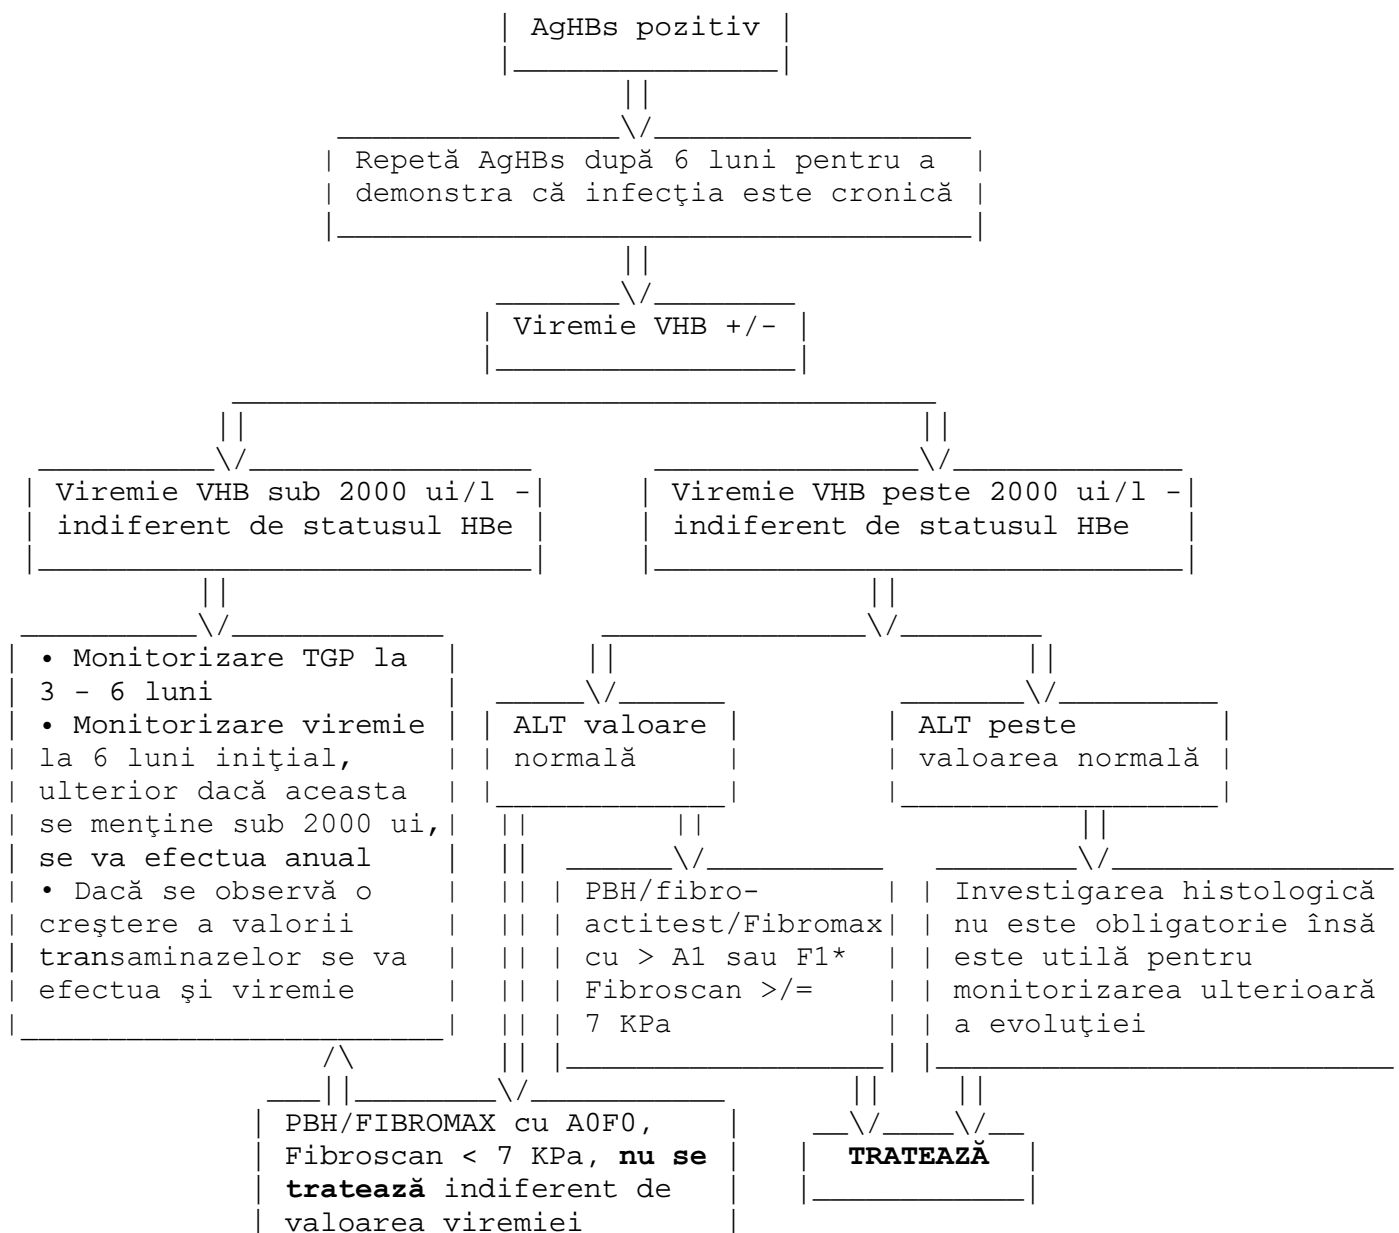 AgHBs pozitiv
Repetă AgHBs după 6 luni pentru a
demonstra că infecţia este cronică
Viremie VHB +/-
Viremie VHB sub 2000 ui/l -
indiferent de statusul HBe
Viremie VHB peste 2000 ui/l -
indiferent de statusul HBe
• Monitorizare TGP la
3 - 6 luni
• Monitorizare viremie
la 6 luni iniţial,
ulterior dacă aceasta
se menţine sub 2000 ui,
se va efectua anual
• Dacă se observă o
creştere a valorii
transaminazelor se va
efectua şi viremie
ALT valoare
normală
ALT peste
valoarea normală
PBH/fibro-
actitest/Fibromax
cu > A1 sau F1*
Fibroscan >/=
7 KPa
Investigarea histologică
nu este obligatorie însă
este utilă pentru
monitorizarea ulterioară
a evoluţiei
PBH/FIBROMAX cu A0F0,
Fibroscan < 7 KPa, nu se
tratează indiferent de
valoarea viremiei
TRATEAZĂ